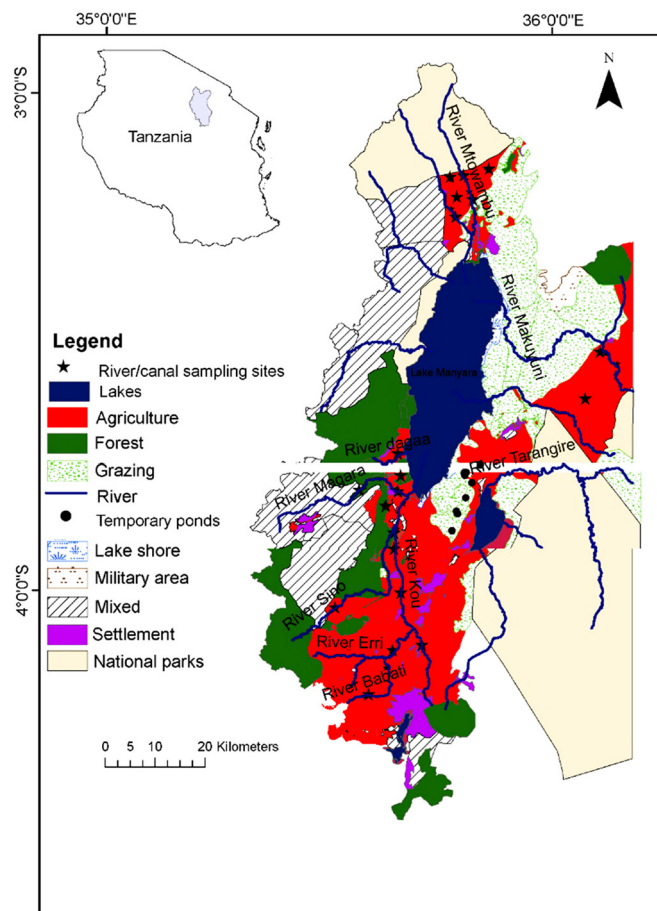 35°0'0"E
36°0'0"E
3°0'0"S
N
Tanzania
River Mtowambu
River Makuyuni
Legend
River/canal sampling sites
Lakes
Agriculture
Forest
Grazing
River
Temporary ponds
Lake shore
Military area
Mixed
Settlement
National parks
Lake Manyara
River dagaa
River Tarangire
River Magara
River Kou
4°0'0"S
River Simo
River Erri
River Babati
0 5 10 20 Kilometers